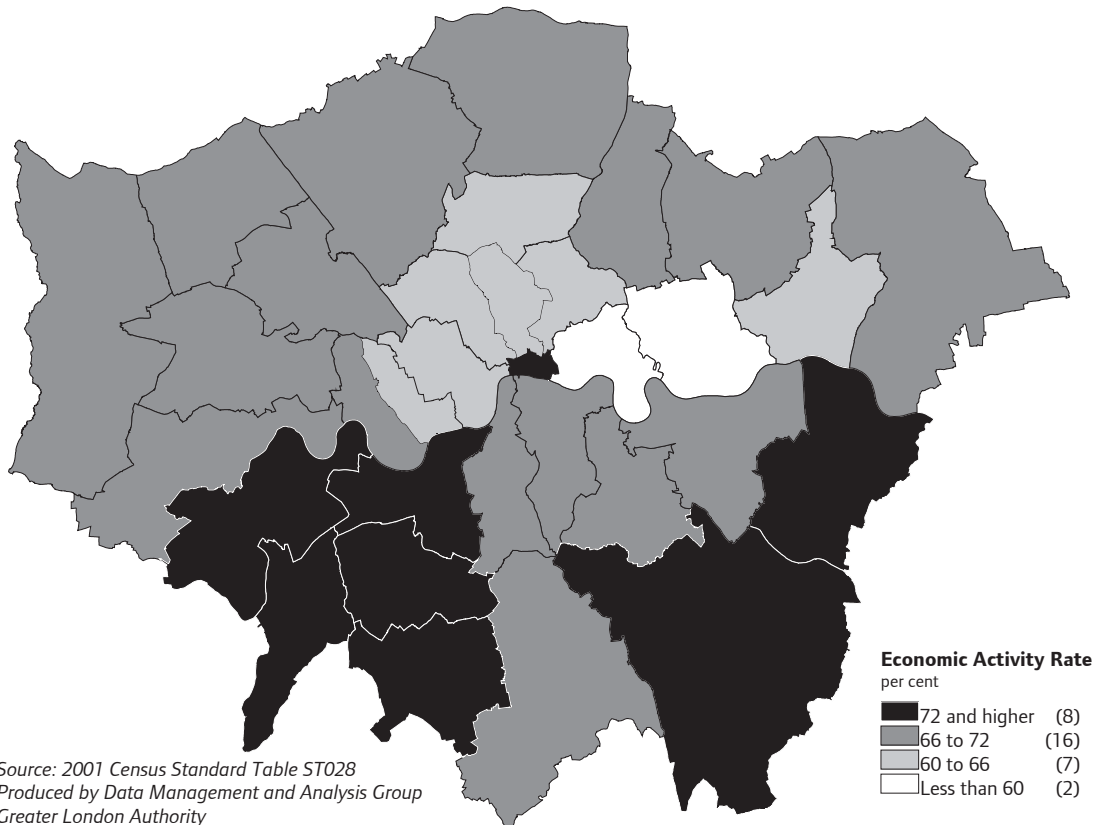 Economic Activity Rate
per cent
72 and higher (8)
66 to 72 (16)
60 to 66 (7)
Less than 60 (2)
Source: 2001 Census Standard Table ST028
Produced by Data Management and Analysis Group
Greater London Authority